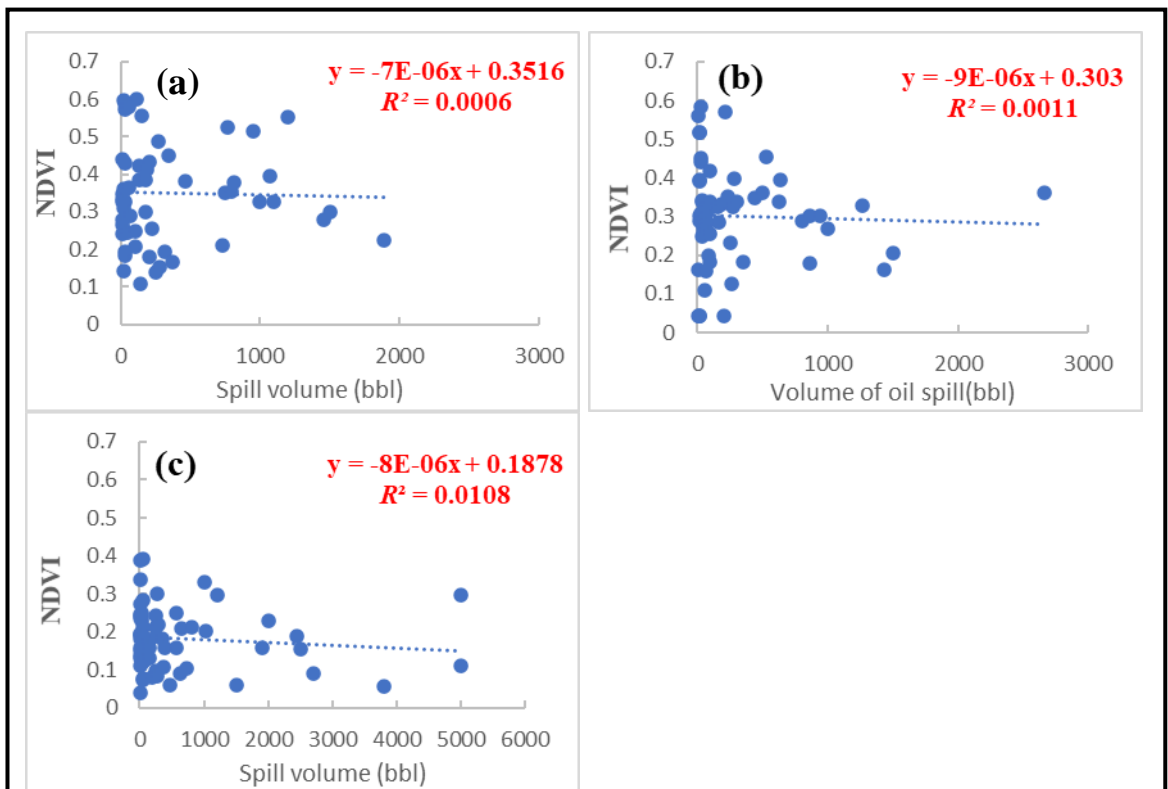 (a)
y = -7E-06x + 0.3516
R² = 0.0006
NDVI
0.7
0.6
0.5
0.4
0.3
0.2
0.1
0
0 1000 2000 3000
Spill volume (bbl)
(b)
y = -9E-06x + 0.303
R² = 0.0011
NDVI
0.7
0.6
0.5
0.4
0.3
0.2
0.1
0
0 1000 2000 3000
Volume of oil spill(bbl)
(c)
y = -8E-06x + 0.1878
R² = 0.0108
NDVI
0.7
0.6
0.5
0.4
0.3
0.2
0.1
0
0 1000 2000 3000 4000 5000 6000
Spill volume (bbl)